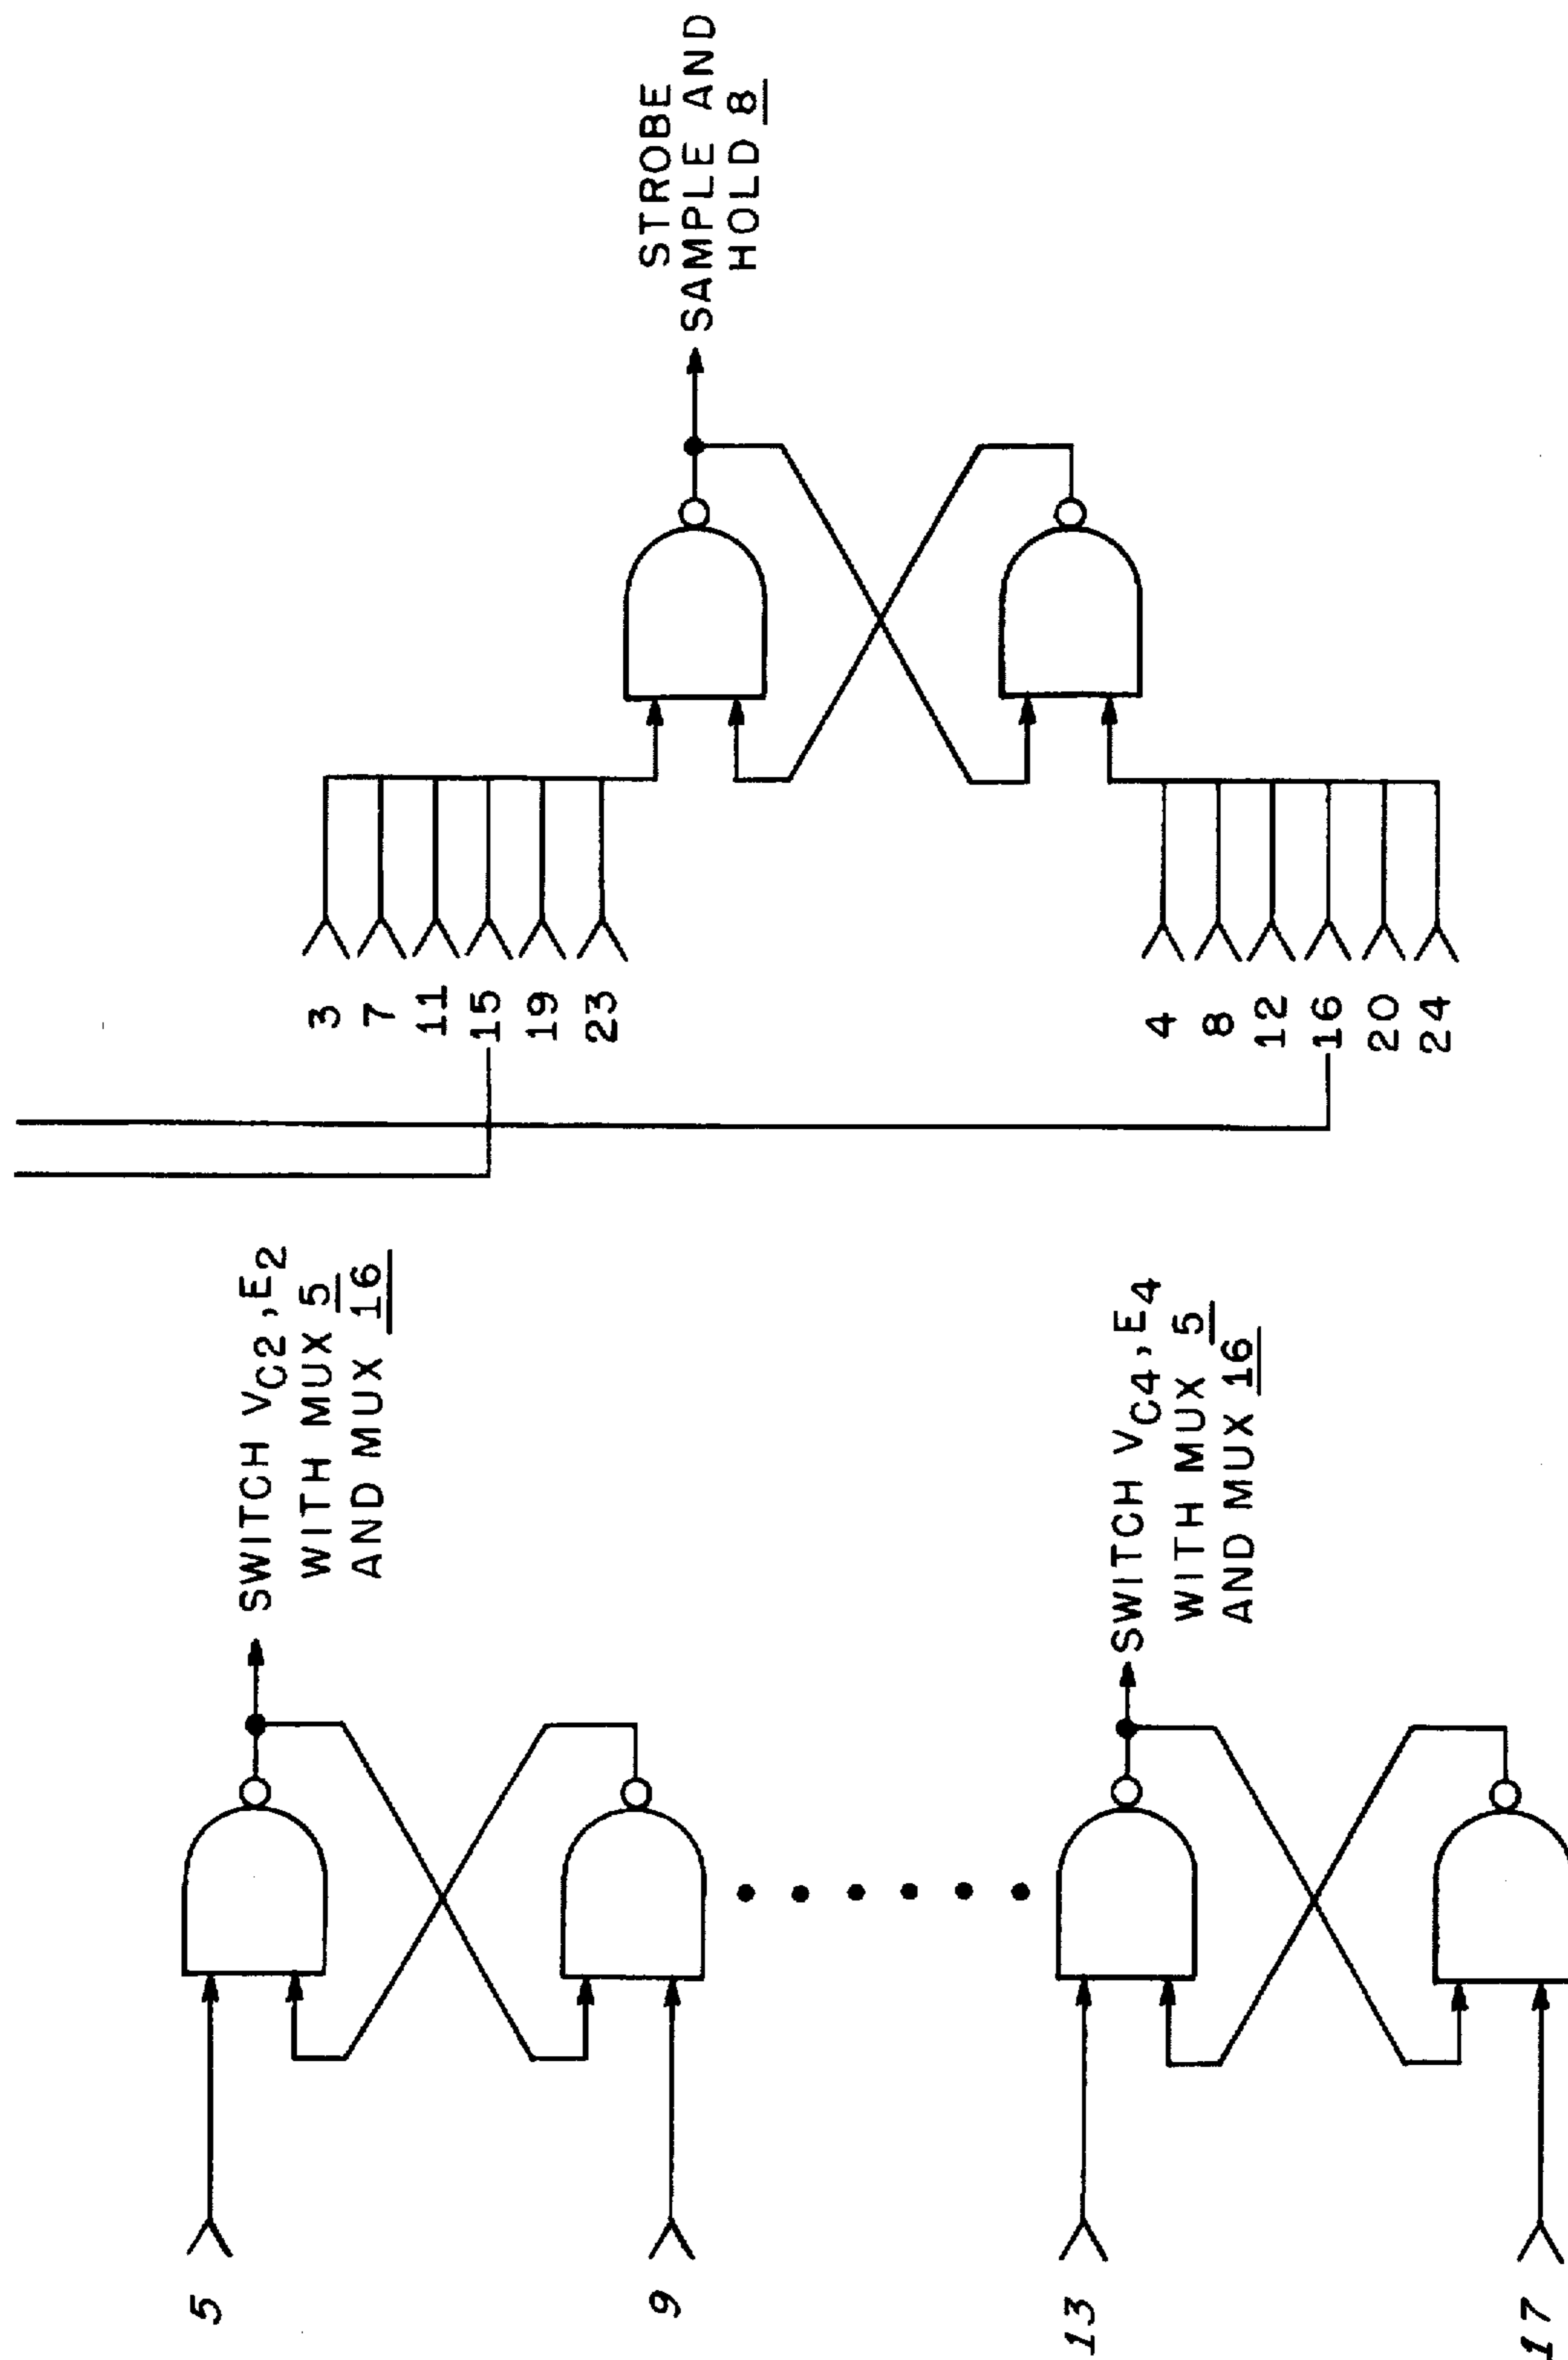 STROBE
SAMPLE AND
HOLD 8
3
7
11
15
19
23
4
8
12
16
20
24
SWITCH VC2, E2
WITH MUX 5
AND MUX 16
SWITCH VC4, E4
WITH MUX 5
AND MUX 16
5
9
13
17